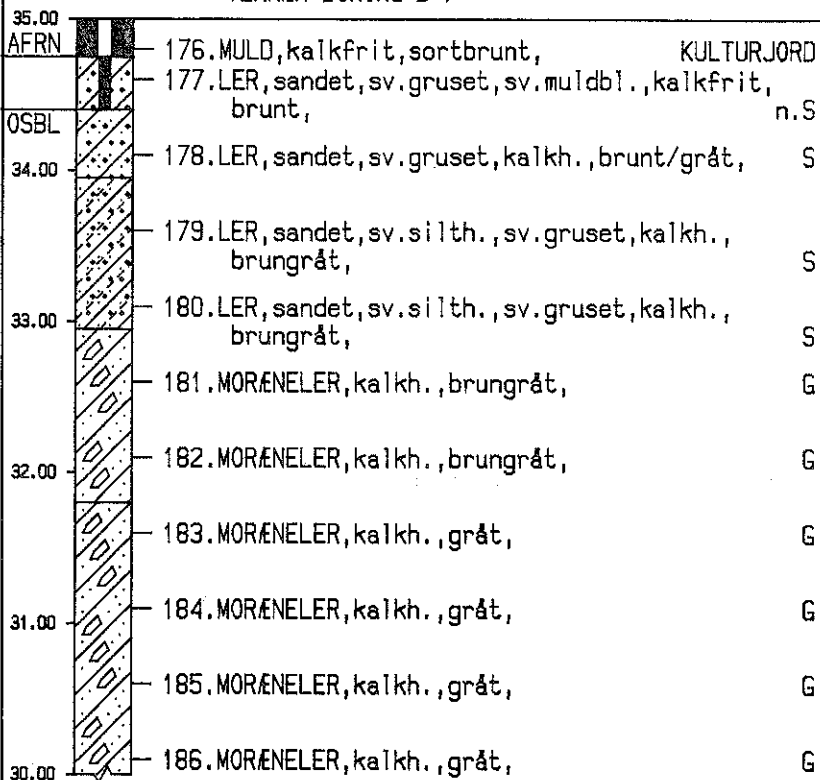 35.00
AFRN
176.MULD,kalkfrit,sortbrunt, KULTURJORD
177.LER,sandet,sv.gruset,sv.muldbl.,kalkfrit,
brunt, n.S
OSBL
34.00
178.LER,sandet,sv.gruset,kalkh.,brunt/gråt, S
179.LER,sandet,sv.silth.,sv.gruset,kalkh.,
brungråt, S
33.00
180.LER,sandet,sv.silth.,sv.gruset,kalkh.,
brungråt, S
181.MORÆNELER,kalkh.,brungråt, G
32.00
182.MORÆNELER,kalkh.,brungråt, G
183.MORÆNELER,kalkh.,gråt, G
31.00
184.MORÆNELER,kalkh.,gråt, G
185.MORÆNELER,kalkh.,gråt, G
30.00
186.MORÆNELER,kalkh.,gråt, G